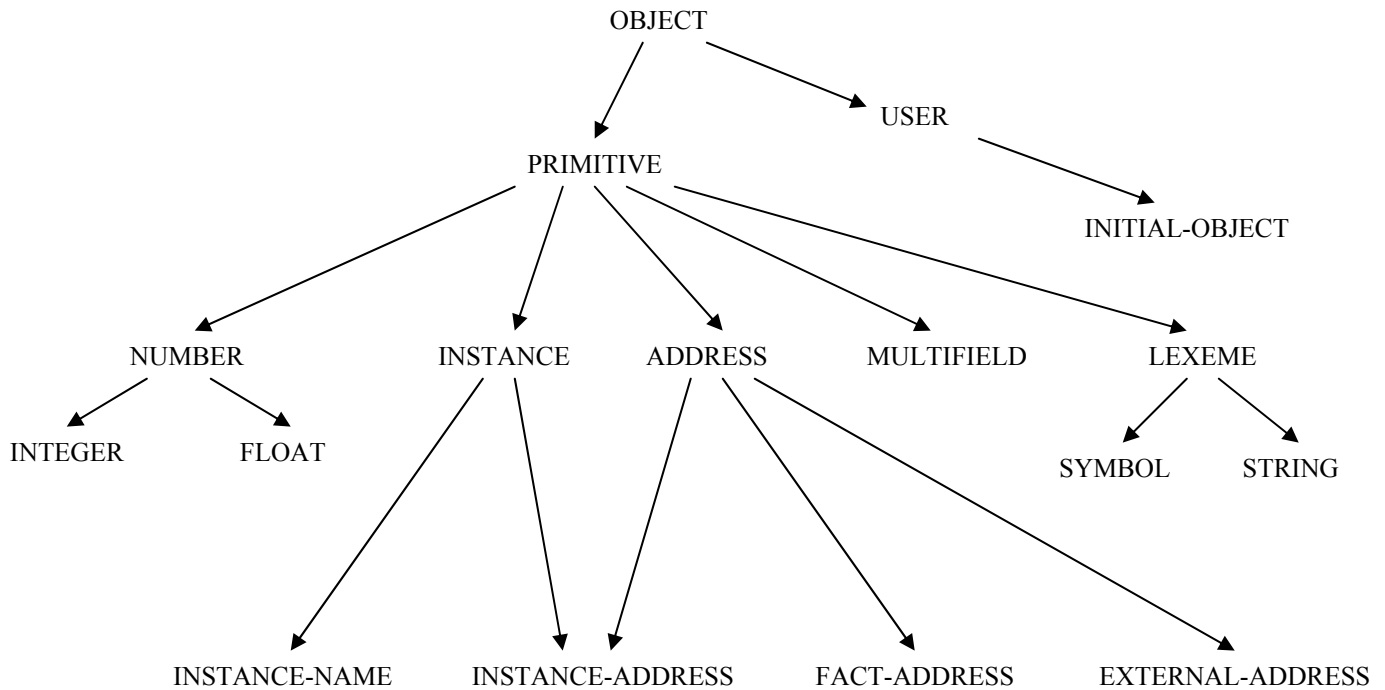 OBJECT
USER
PRIMITIVE
INITIAL-OBJECT
NUMBER
INSTANCE
ADDRESS
MULTIFIELD
LEXEME
INTEGER
FLOAT
SYMBOL
STRING
INSTANCE-NAME
INSTANCE-ADDRESS
FACT-ADDRESS
EXTERNAL-ADDRESS